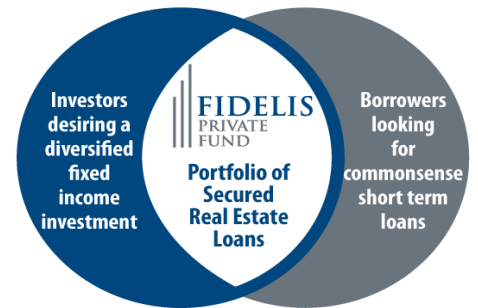 Investors
desiring a
diversified
fixed
income
investment
FIDELIS
PRIVATE
FUND
Portfolio of
Secured
Real Estate
Loans
Borrowers
looking
for
commonsense
short term
loans